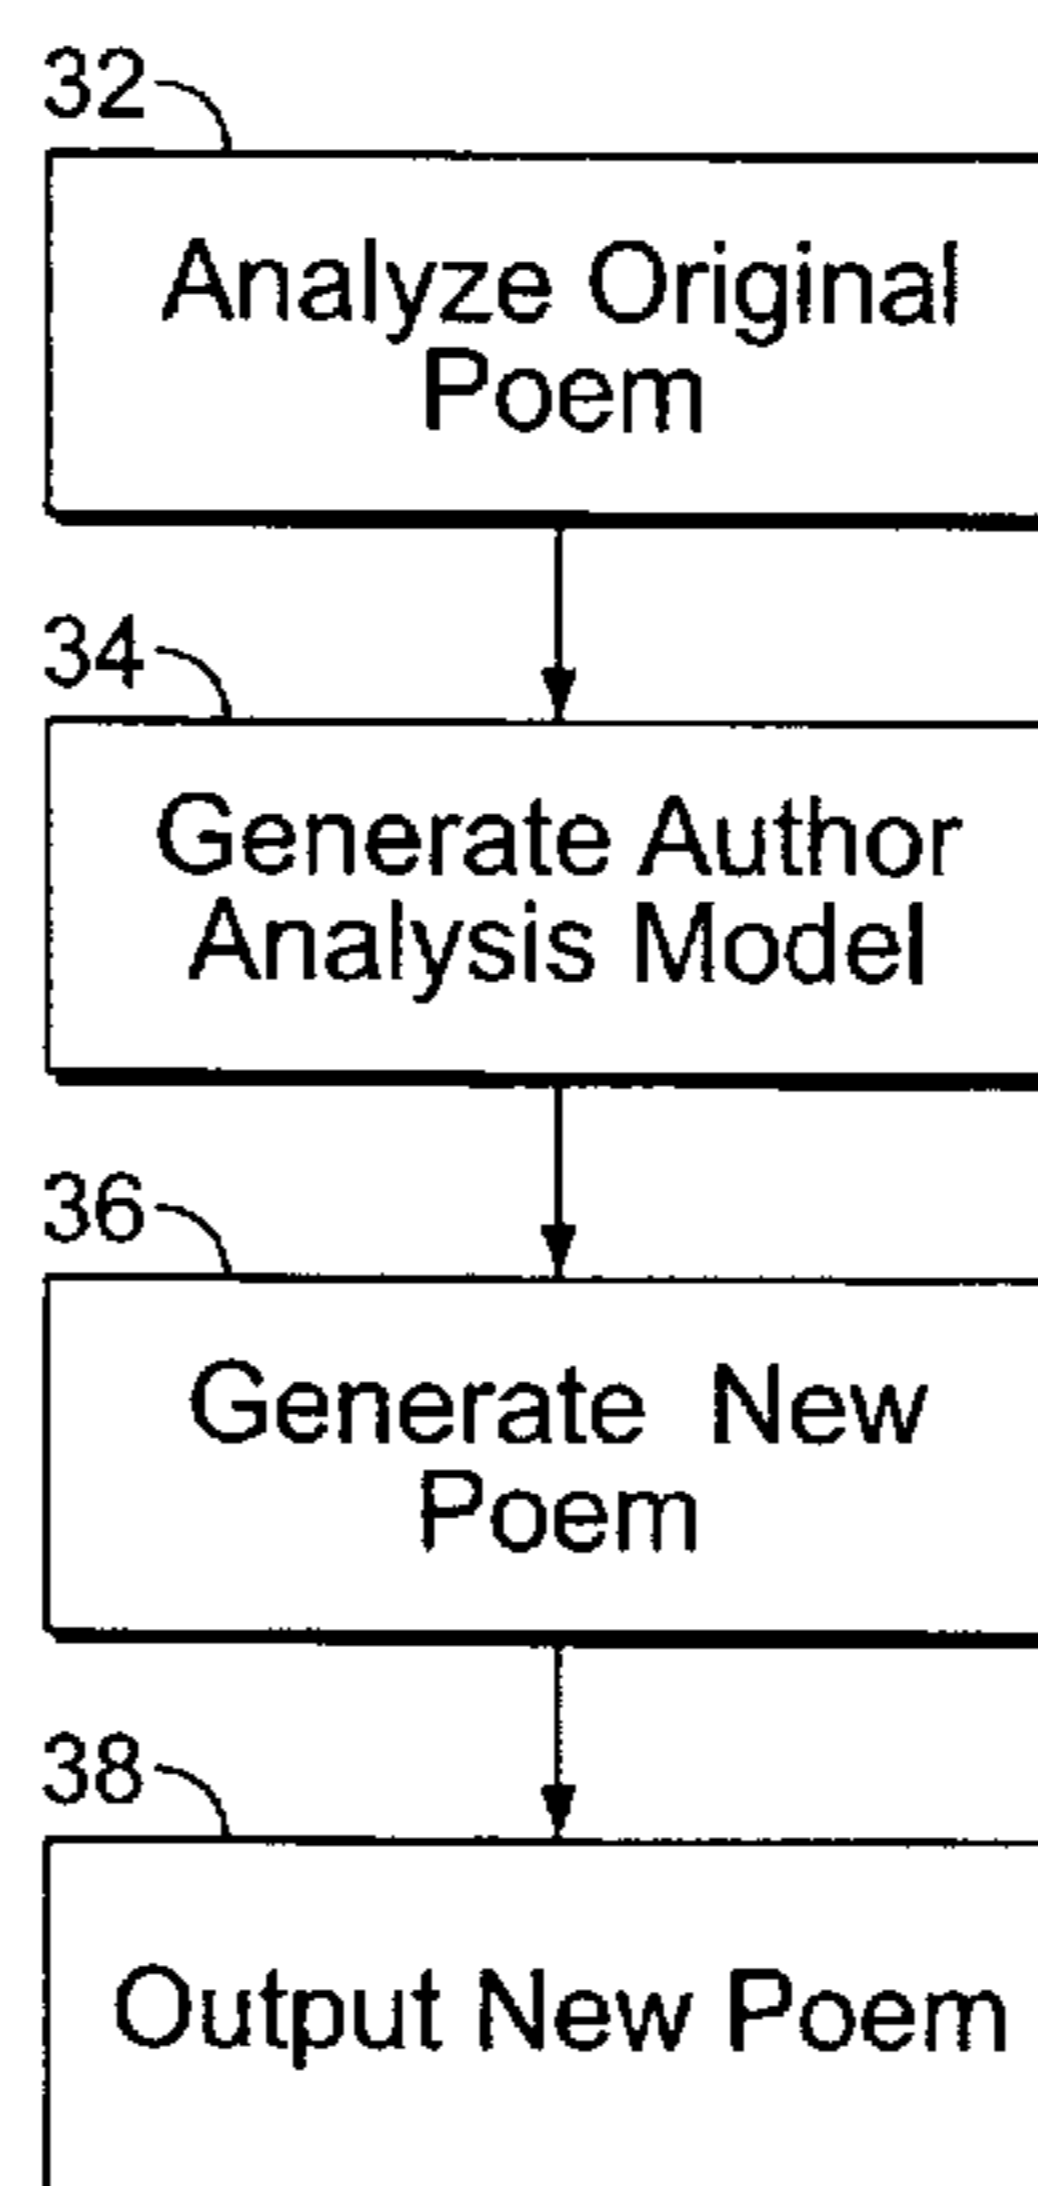 32
Analyze Original
Poem
34
Generate Author
Analysis Model
36
Generate New
Poem
38
Output New Poem